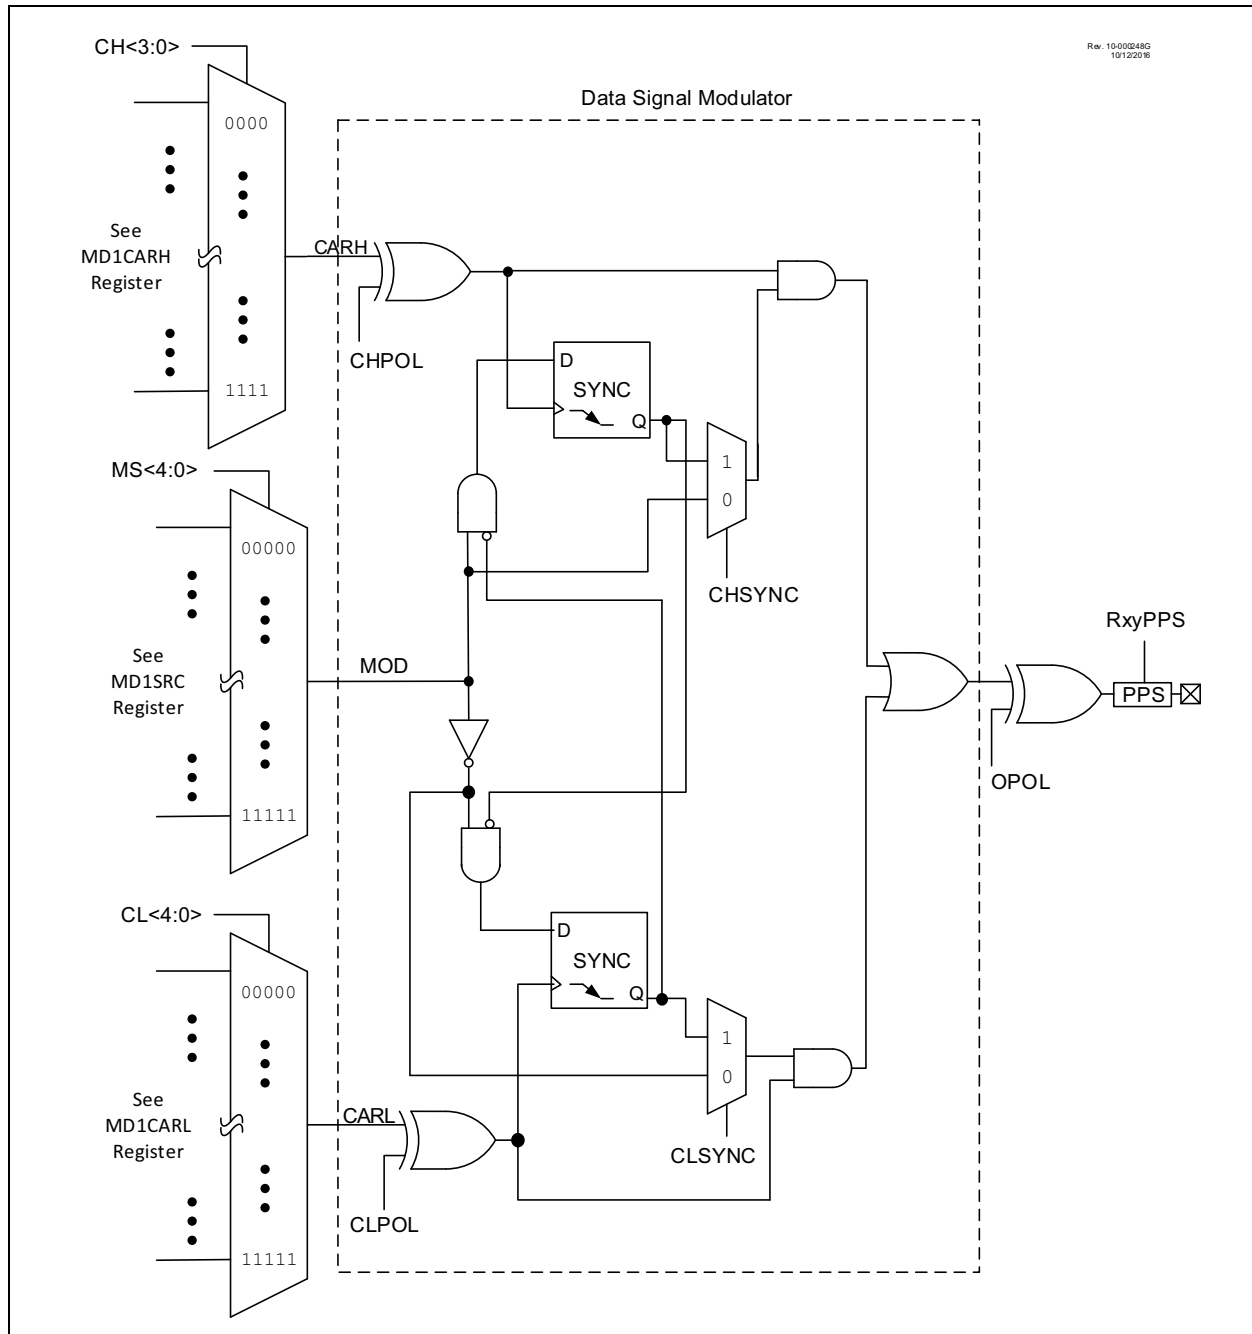 CH<3:0>
Rev. 10-000248G
10/12/2016
Data Signal Modulator
0000
See
MD1CARH
Register
CARH
CHPOL
D
SYNC
Q
1111
1
0
MS<4:0>
00000
CHSYNC
RxyPPS
See
MD1SRC
Register
MOD
PPS
OPOL
11111
CL<4:0>
D
SYNC
Q
00000
1
0
See
MD1CARL
Register
CARL
CLSYNC
CLPOL
11111